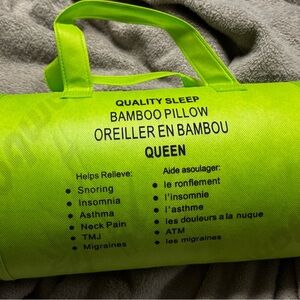 QUALITY SLEEP
BAMBOO PILLOW
OREILLER EN BAMBOU
QUEEN
Helps Relieve:
• Snoring
• Insomnia
• Asthma
• Neck Pain
• TMJ
• Migraines
Aide asoulager:
• le ronflement
• l'insomnie
• l'asthme
• les douleurs a la nuque
• ATM
• les migraines